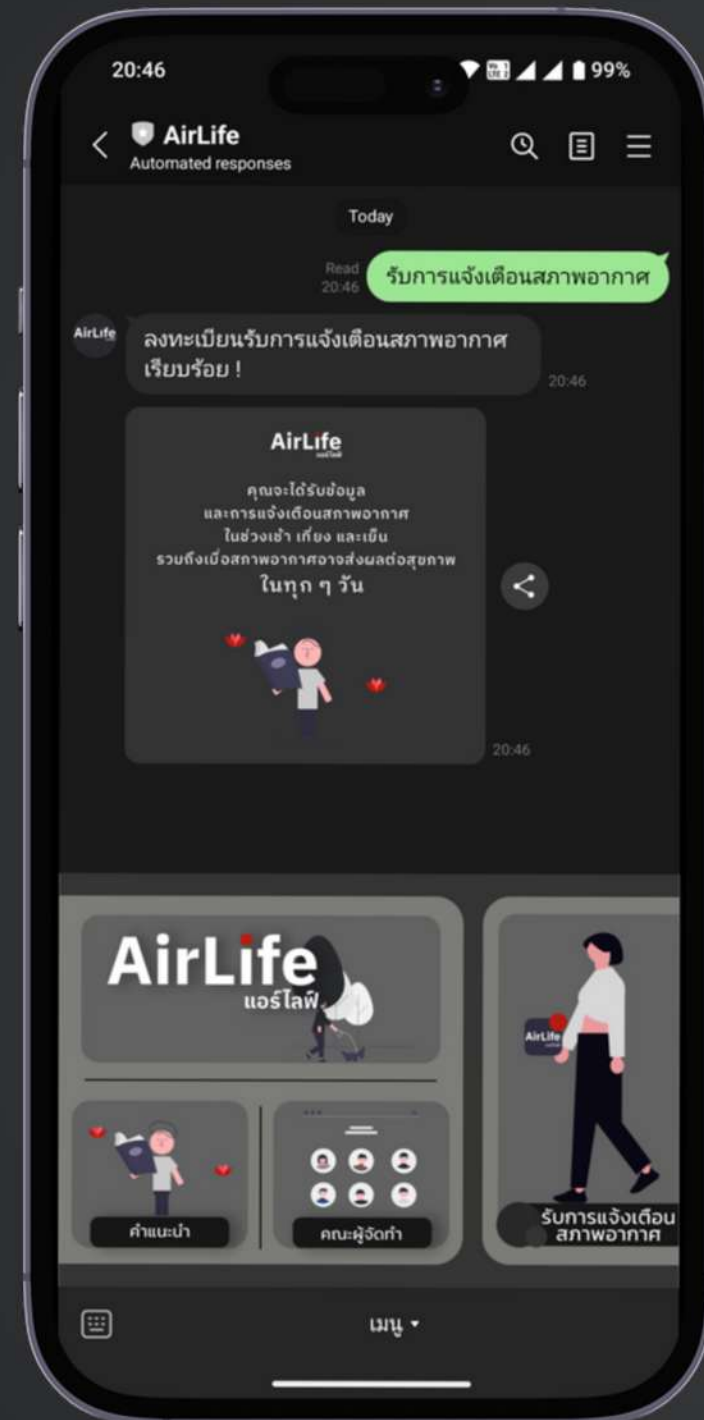 20:46
99%
AirLife
Automated responses
Today
Read
20:46
รับการแจ้งเตือนสภาพอากาศ
AirLife
ลงทะเบียนรับการแจ้งเตือนสภาพอากาศ
เรียบร้อย !
20:46
AirLife
แอร์ไลฟ์
คุณจะได้รับข้อมูล
และการแจ้งเตือนสภาพอากาศ
ในช่วงเช้า เที่ยง และเย็น
รวมถึงเมื่อสภาพอากาศอาจส่งผลต่อสุขภาพ
ในทุก ๆ วัน
20:46
AirLife
แอร์ไลฟ์
AirLife
คำแนะนำ
คณะผู้จัดทำ
รับการแจ้งเตือน
สภาพอากาศ
เมนู